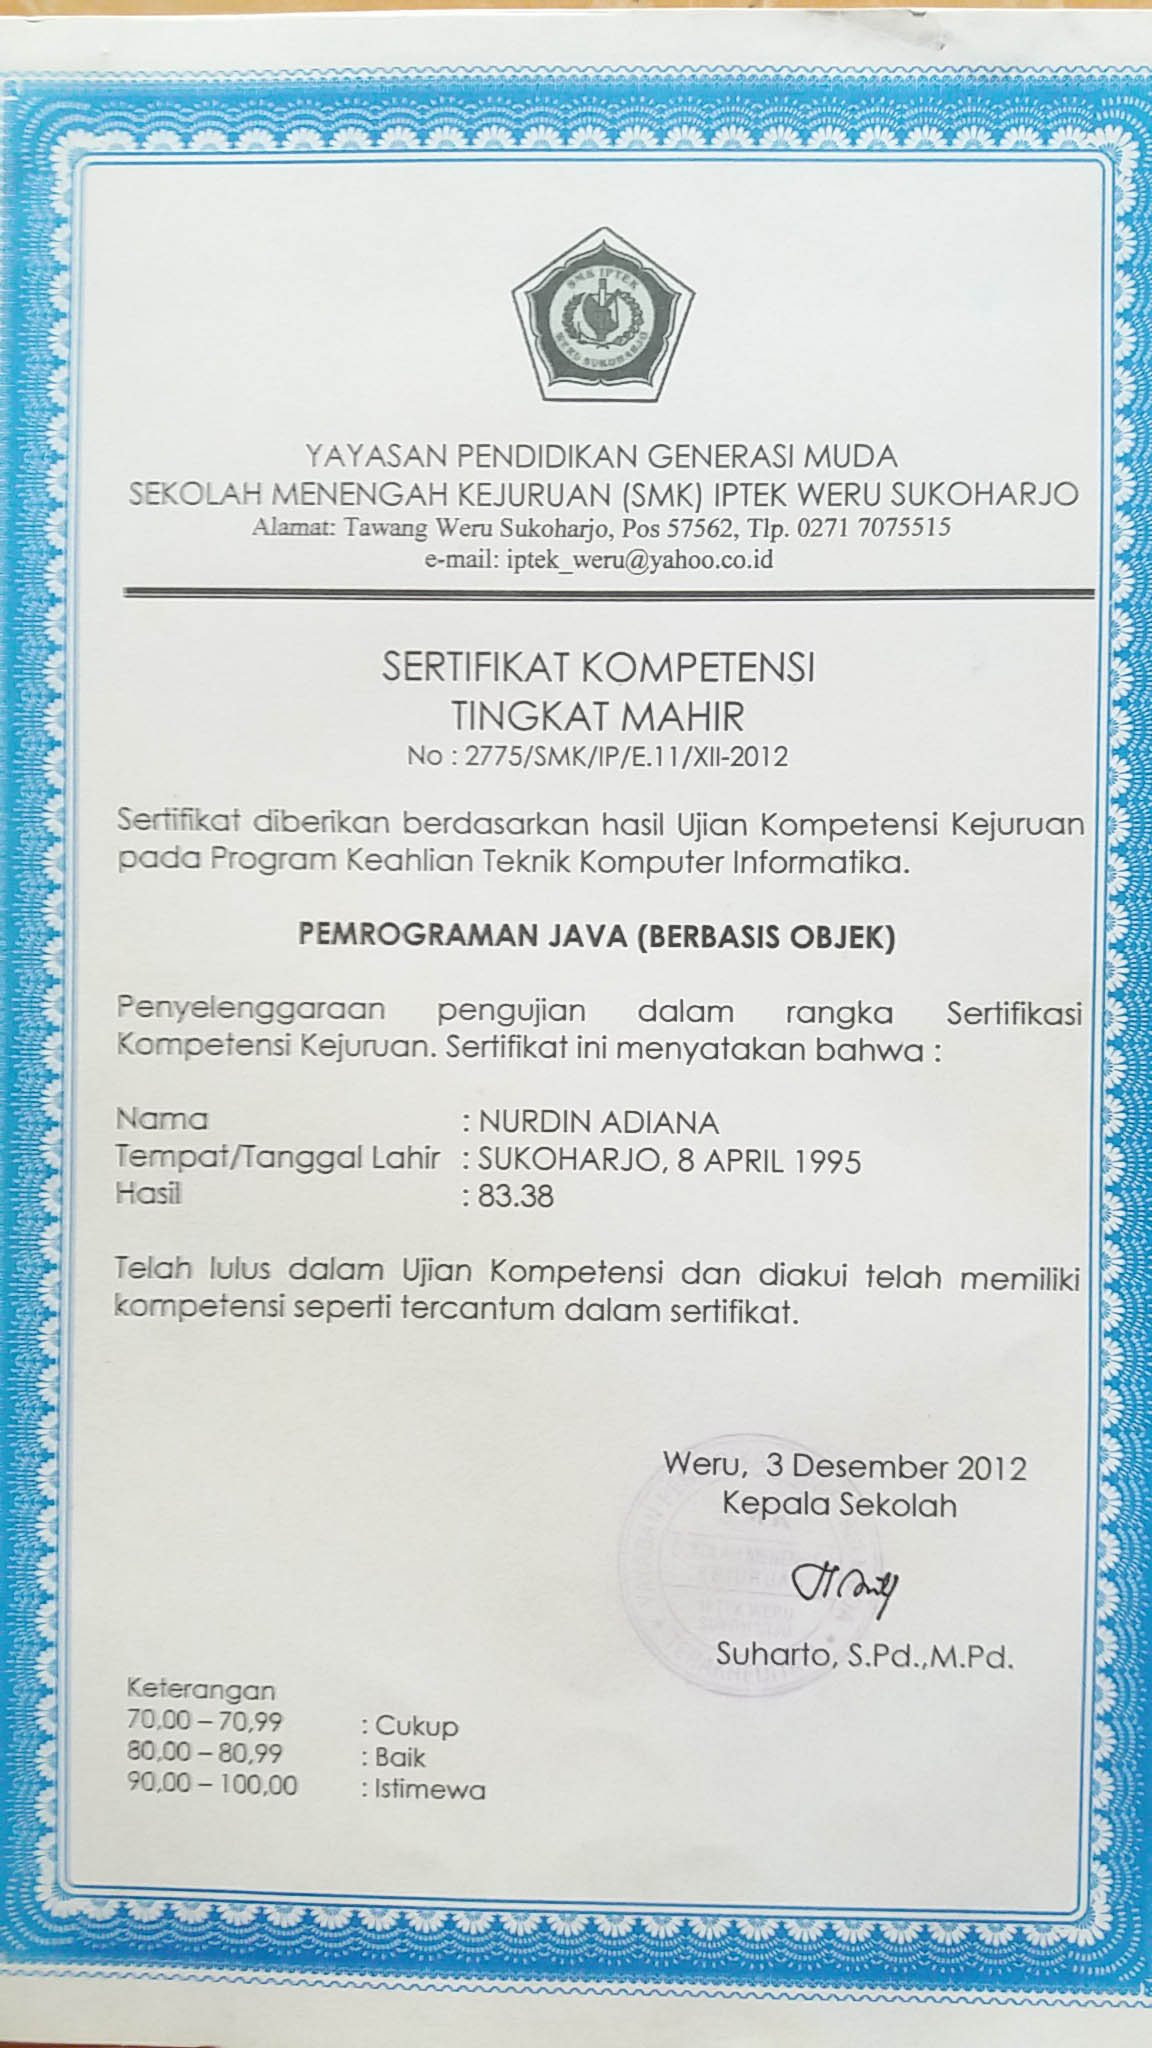 SMK IPTEK
WERU SUKOHARJO
YAYASAN PENDIDIKAN GENERASI MUDA
SEKOLAH MENENGAH KEJURUAN (SMK) IPTEK WERU SUKOHARJO
Alamat: Tawang Weru Sukoharjo, Pos 57562, Tlp. 0271 7075515
e-mail: iptek_weru@yahoo.co.id
SERTIFIKAT KOMPETENSI
TINGKAT MAHIR
No : 2775/SMK/IP/E.11/XII-2012
Sertifikat diberikan berdasarkan hasil Ujian Kompetensi Kejuruan
pada Program Keahlian Teknik Komputer Informatika.
PEMROGRAMAN JAVA (BERBASIS OBJEK)
Penyelenggaraan pengujian dalam rangka Sertifikasi
Kompetensi Kejuruan. Sertifikat ini menyatakan bahwa :
Nama : NURDIN ADIANA
Tempat/Tanggal Lahir : SUKOHARJO, 8 APRIL 1995
Hasil : 83.38
Telah lulus dalam Ujian Kompetensi dan diakui telah memiliki
kompetensi seperti tercantum dalam sertifikat.
Weru, 3 Desember 2012
Kepala Sekolah
Suharto, S.Pd.,M.Pd.
Keterangan
70,00 – 70,99 : Cukup
80,00 – 80,99 : Baik
90,00 – 100,00 : Istimewa